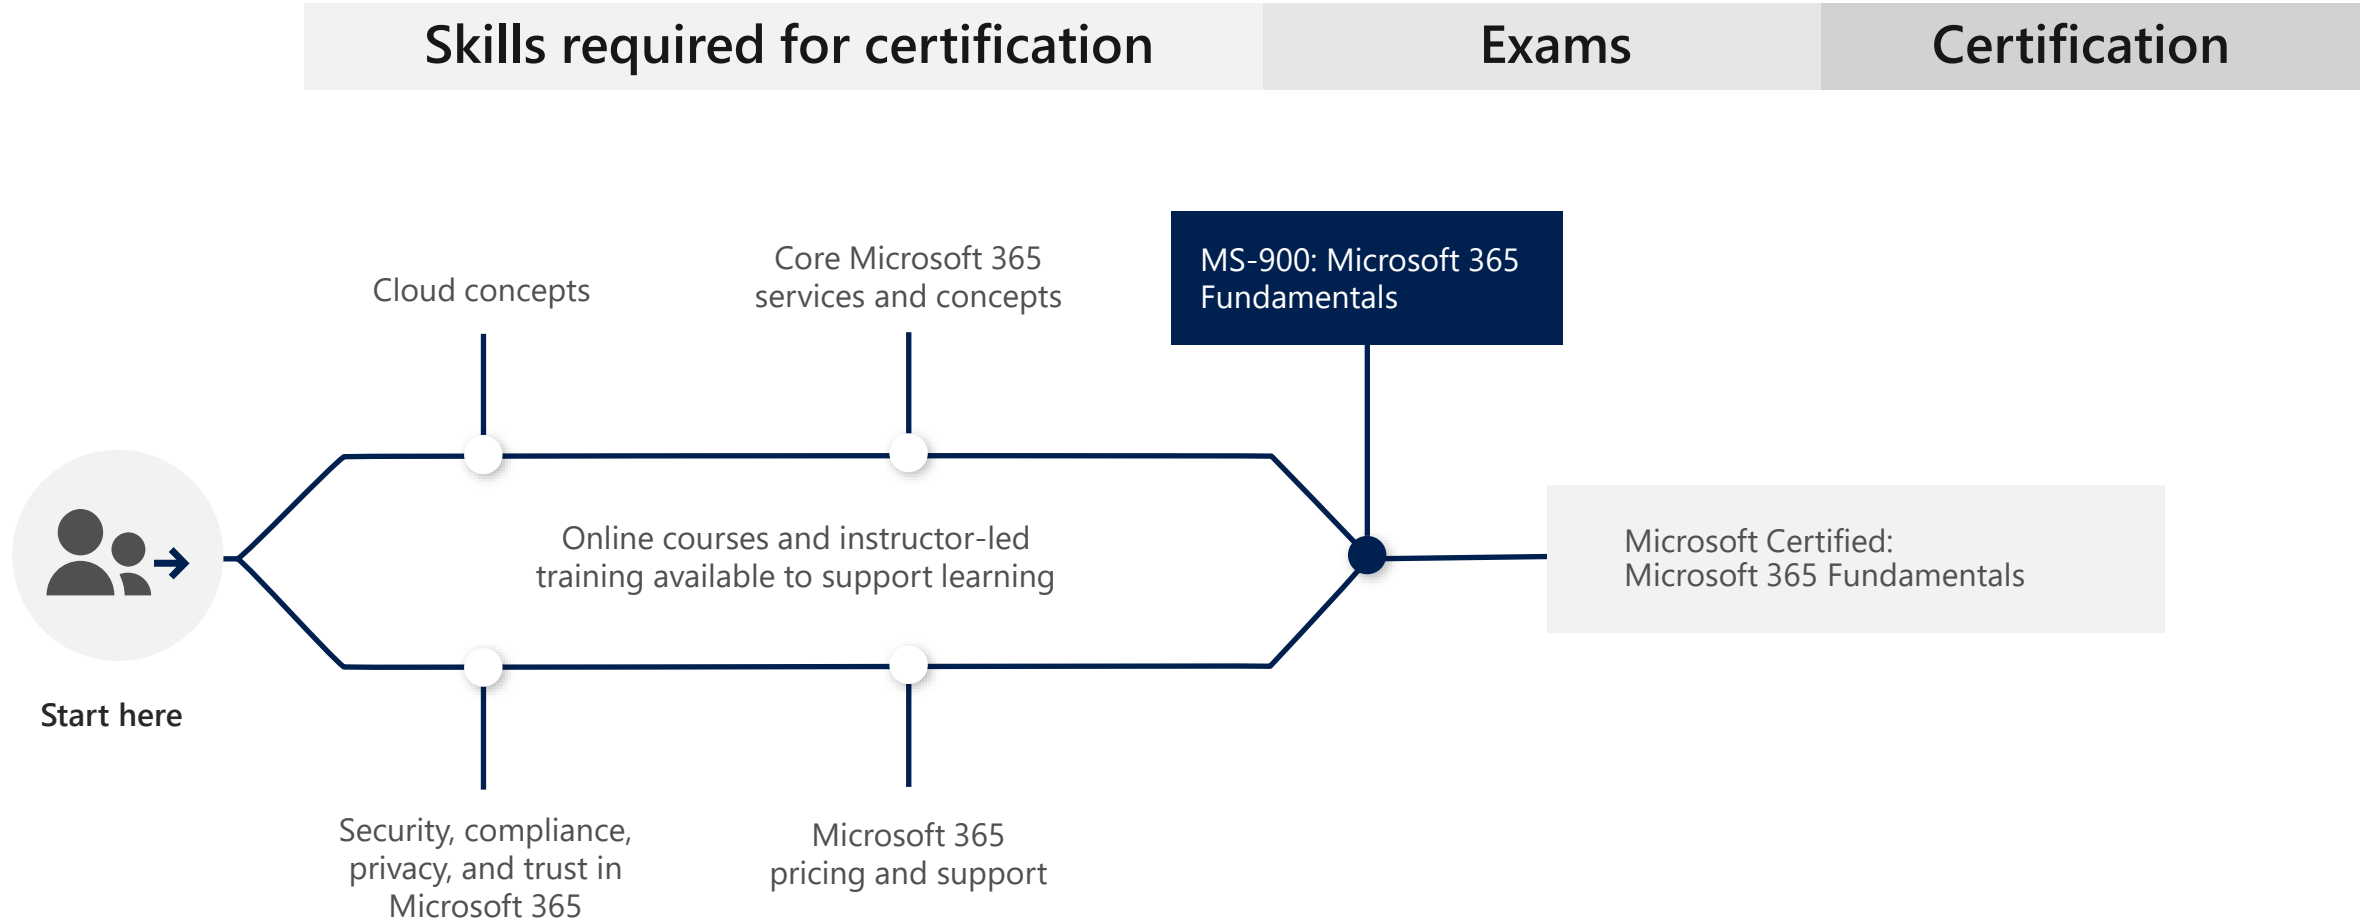 Skills required for certification
Exams
Certification
Cloud concepts
Core Microsoft 365
services and concepts
MS-900: Microsoft 365
Fundamentals
Online courses and instructor-led
training available to support learning
Microsoft Certified:
Microsoft 365 Fundamentals
Start here
Security, compliance,
privacy, and trust in
Microsoft 365
Microsoft 365
pricing and support